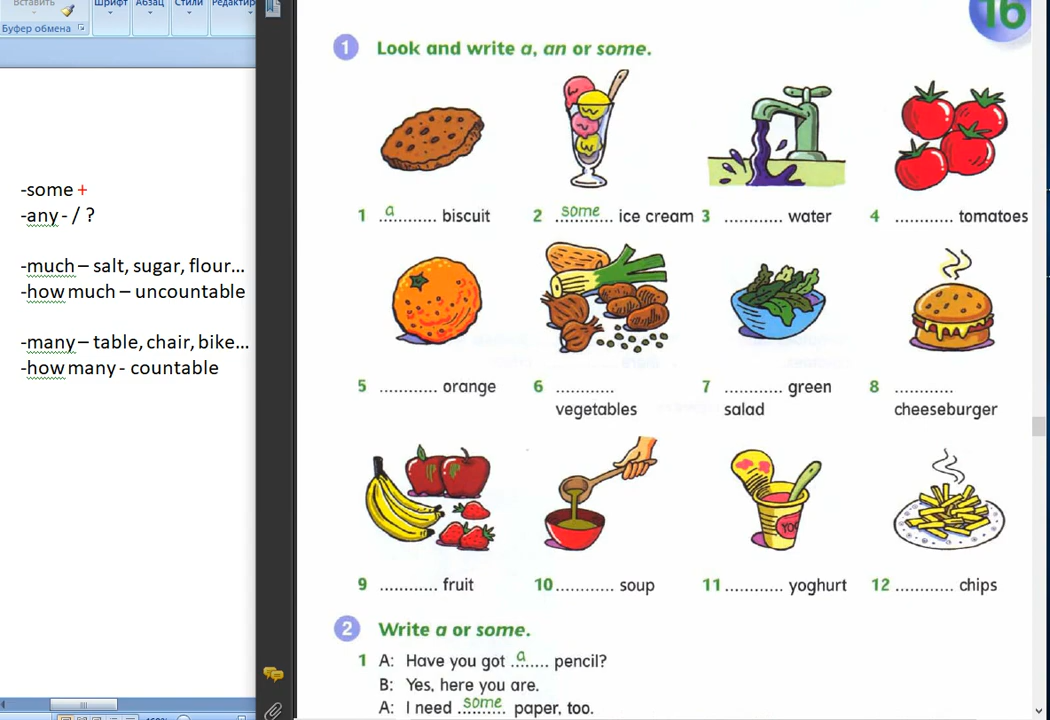 Вставить
Шрифт Абзац Стили Редактир
Буфер обмена
-some +
-any - / ?
-much – salt, sugar, flour...
-how much – uncountable
-many – table, chair, bike...
-how many - countable
16
1 Look and write a, an or some.
1 a biscuit 2 some ice cream 3 ............ water 4 ............ tomatoes
5 ............ orange 6 ............ 7 ............ green 8 ............
vegetables salad cheeseburger
YOG
9 ............ fruit 10 ............ soup 11 ............ yoghurt 12 ............ chips
2 Write a or some.
1 A: Have you got ...a..... pencil?
B: Yes, here you are.
A: I need some paper, too.